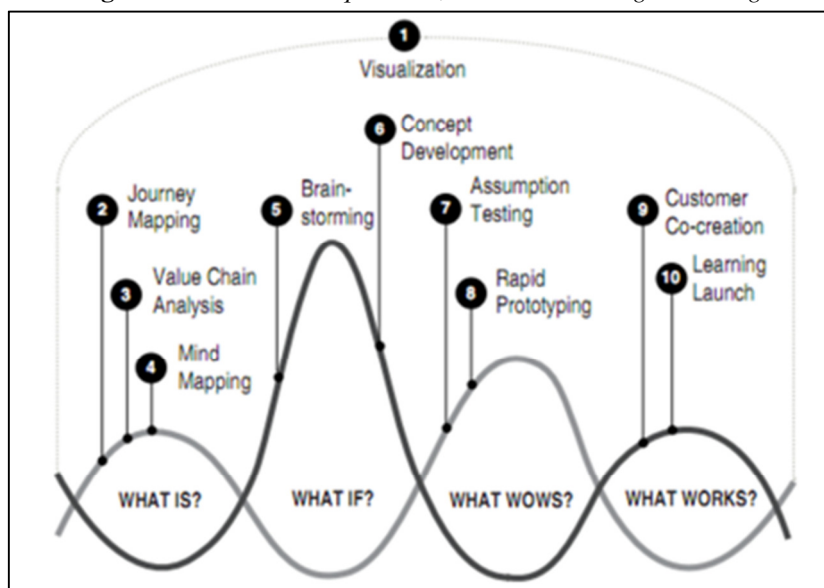 1
Visualization
6
Concept
Development
2
Journey
Mapping
5
Brain-
storming
7
Assumption
Testing
9
Customer
Co-creation
3
Value Chain
Analysis
8
Rapid
Prototyping
10
Learning
Launch
4
Mind
Mapping
WHAT IS?
WHAT IF?
WHAT WOWS?
WHAT WORKS?